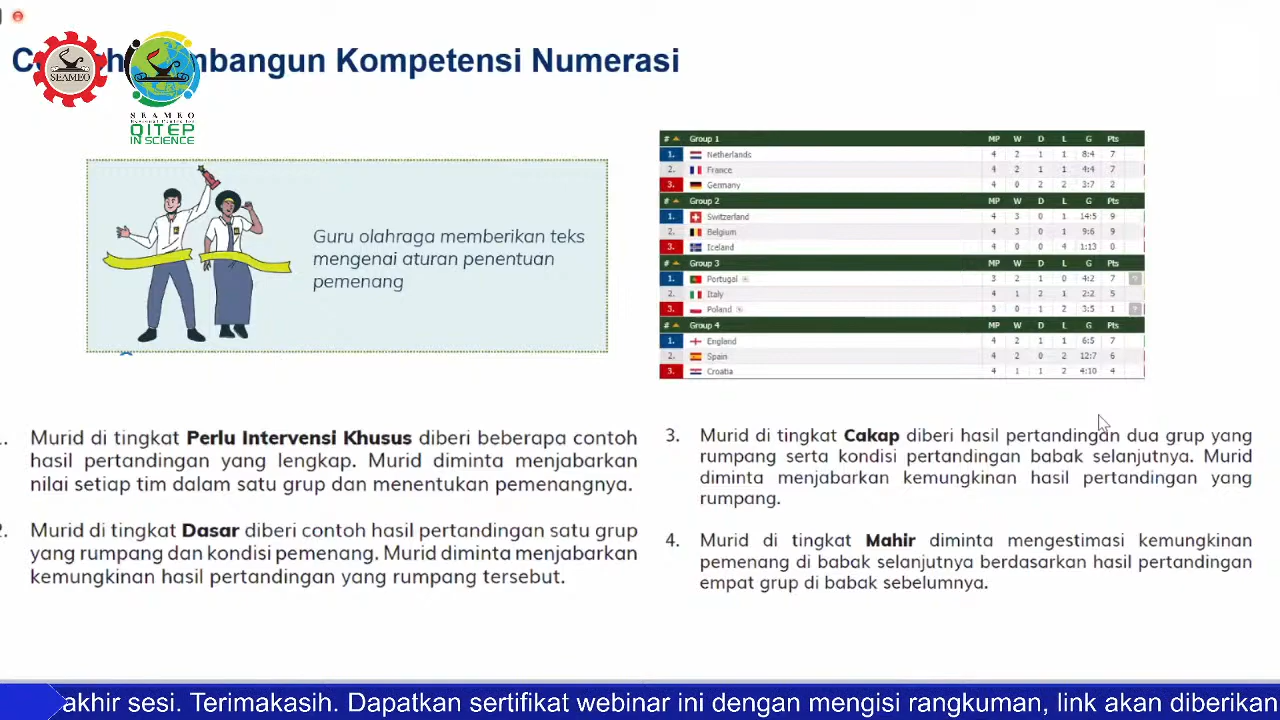 mbangun Kompetensi Numerasi
SEAMEO
SEAMEO
QITEP
IN SCIENCE
Guru olahraga memberikan teks
mengenai aturan penentuan
pemenang
# Group 1 MP W D L G Pts
1. Netherlands 4 2 1 1 8:4 7
2. France 4 2 1 1 4:4 7
3. Germany 4 0 2 2 3:7 2
# Group 2 MP W D L G Pts
1. Switzerland 4 3 0 1 14:5 9
2. Belgium 4 3 0 1 9:6 9
3. Iceland 4 0 0 4 1:13 0
# Group 3 MP W D L G Pts
1. Portugal 3 2 1 0 4:2 7 ?
2. Italy 4 1 2 1 2:2 5
3. Poland 3 0 1 2 3:5 1 ?
# Group 4 MP W D L G Pts
1. England 4 2 1 1 6:5 7
2. Spain 4 2 0 2 12:7 6
3. Croatia 4 1 1 2 4:10 4
Murid di tingkat Perlu Intervensi Khusus diberi beberapa contoh
hasil pertandingan yang lengkap. Murid diminta menjabarkan
nilai setiap tim dalam satu grup dan menentukan pemenangnya.
Murid di tingkat Dasar diberi contoh hasil pertandingan satu grup
yang rumpang dan kondisi pemenang. Murid diminta menjabarkan
kemungkinan hasil pertandingan yang rumpang tersebut.
3. Murid di tingkat Cakap diberi hasil pertandingan dua grup yang
rumpang serta kondisi pertandingan babak selanjutnya. Murid
diminta menjabarkan kemungkinan hasil pertandingan yang
rumpang.
4. Murid di tingkat Mahir diminta mengestimasi kemungkinan
pemenang di babak selanjutnya berdasarkan hasil pertandingan
empat grup di babak sebelumnya.
akhir sesi. Terimakasih. Dapatkan sertifikat webinar ini dengan mengisi rangkuman, link akan diberikan